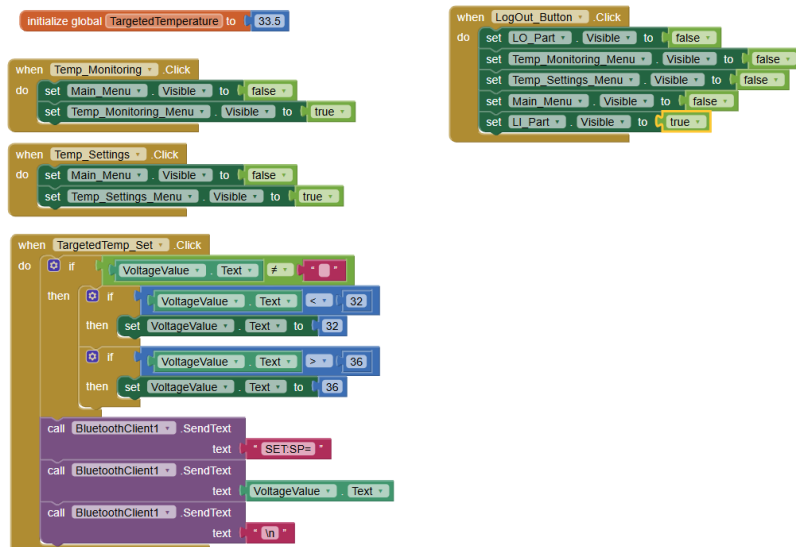 initialize global TargetedTemperature to 33.5
when Temp_Monitoring .Click
do set Main_Menu . Visible to false
set Temp_Monitoring_Menu . Visible to true
when Temp_Settings .Click
do set Main_Menu . Visible to false
set Temp_Settings_Menu . Visible to true
when TargetedTemp_Set .Click
do if VoltageValue . Text ≠ " "
then if VoltageValue . Text < 32
then set VoltageValue . Text to 32
if VoltageValue . Text > 36
then set VoltageValue . Text to 36
call BluetoothClient1 .SendText
text " SET:SP= "
call BluetoothClient1 .SendText
text VoltageValue . Text
call BluetoothClient1 .SendText
text " \n "
when LogOut_Button .Click
do set LO_Part . Visible to false
set Temp_Monitoring_Menu . Visible to false
set Temp_Settings_Menu . Visible to false
set Main_Menu . Visible to false
set LI_Part . Visible to true